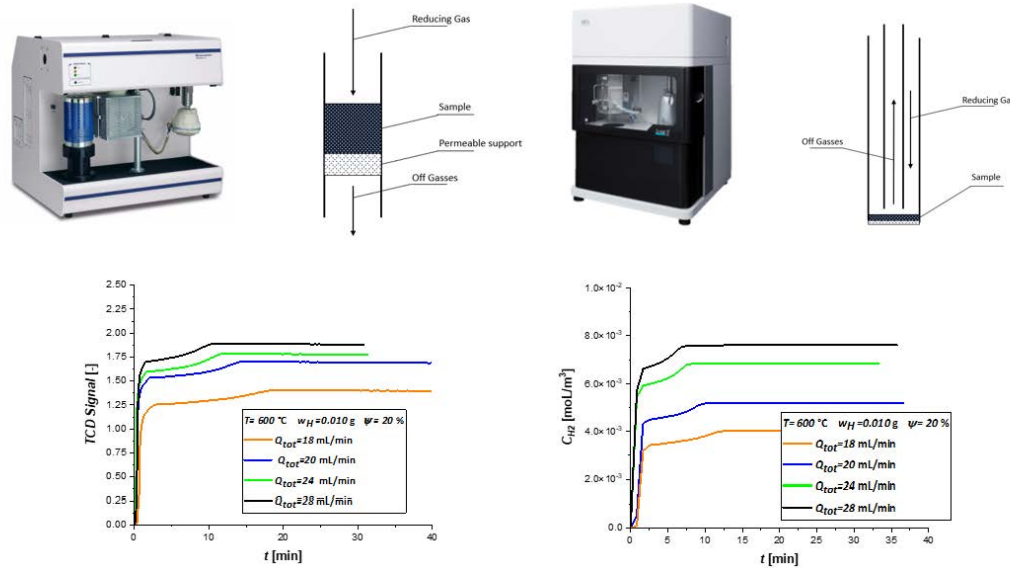 Reducing Gas
Sample
Permeable support
Off Gasses
Reducing Gas
Off Gasses
Sample
2.50
2.25
2.00
1.75
1.50
1.25
1.00
0.75
0.50
0.25
0.00
TCD Signal [-]
T= 600 °C w_H=0.010 g ψ= 20 %
Q_tot=18 mL/min
Q_tot=20 mL/min
Q_tot=24 mL/min
Q_tot=28 mL/min
0 10 20 30 40
t [min]
1.0×10⁻²
8.0×10⁻³
6.0×10⁻³
4.0×10⁻³
2.0×10⁻³
0.0
C_H2 [moL/m³]
T= 600 °C w_H=0.010 g ψ= 20 %
Q_tot=18 mL/min
Q_tot=20 mL/min
Q_tot=24 mL/min
Q_tot=28 mL/min
0 5 10 15 20 25 30 35 40
t [min]